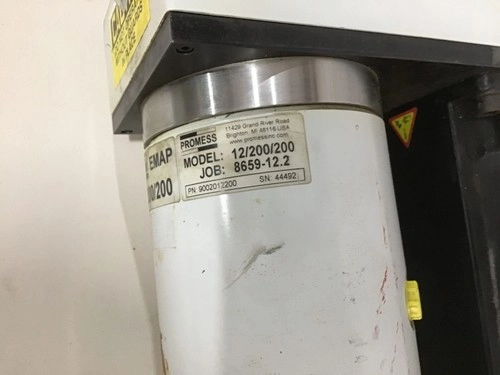 EMAP
0/200
PROMESS
11429 Grand River Road
Brighton, MI 48116 USA
www.promessinc.com
MODEL: 12/200/200
JOB: 8659-12.2
PN: 9002012200
SN: 44492